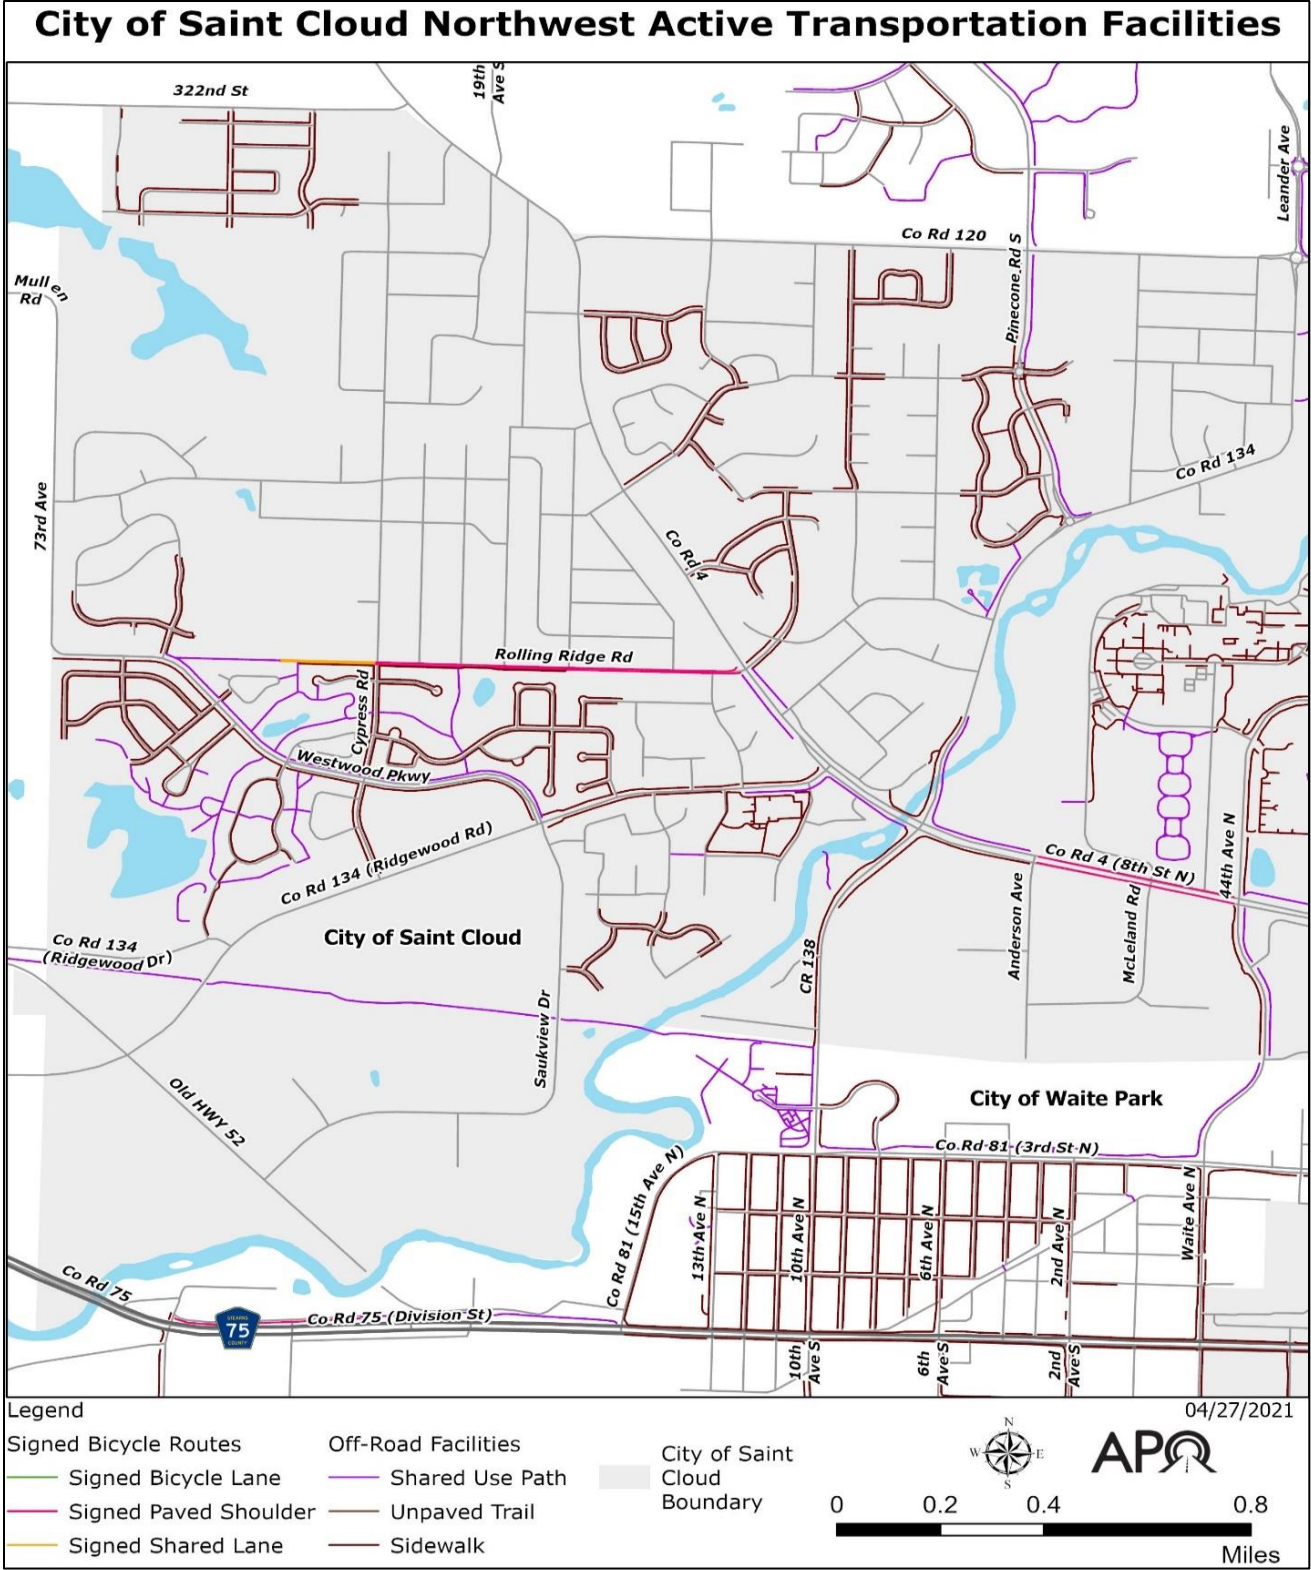 City of Saint Cloud Northwest Active Transportation Facilities
322nd St
19th
Ave S
Leander Ave
Co Rd 120
Pinecone Rd S
Mullen
Rd
Co Rd 134
73rd Ave
Co Rd 4
Rolling Ridge Rd
Cypress Rd
Westwood Pkwy
Co Rd 134 (Ridgewood Rd)
Co Rd 4 (8th St N)
44th Ave N
Anderson Ave
McLeland Rd
City of Saint Cloud
Co Rd 134
(Ridgewood Dr)
CR 138
Saukview Dr
Old HWY 52
City of Waite Park
Co Rd 81 (3rd St N)
Co Rd 81 (15th Ave N)
13th Ave N
10th Ave N
6th Ave N
2nd Ave N
Waite Ave N
Co Rd 75
STEARNS
75
COUNTY
Co Rd 75 (Division St)
10th
Ave S
6th
Ave S
2nd
Ave S
Legend
04/27/2021
Signed Bicycle Routes
Signed Bicycle Lane
Signed Paved Shoulder
Signed Shared Lane
Off-Road Facilities
Shared Use Path
Unpaved Trail
Sidewalk
City of Saint
Cloud
Boundary
N
W E
S
APO
0 0.2 0.4 0.8
Miles